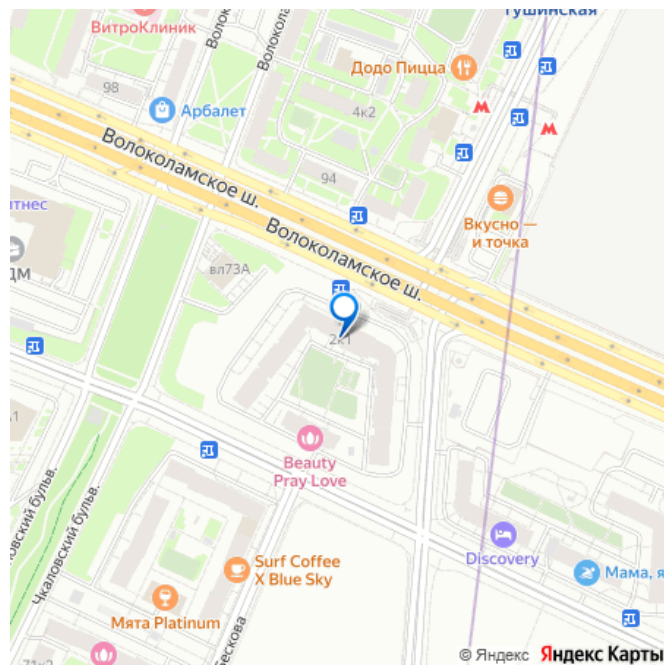 Тушинская
ВитроКлиник
Додо Пицца
98
Арбалет
4к2
Волоколамское ш.
94
Вкусно —
и точка
Волоколамское ш.
вл73А
2к1
Beauty
Pray Love
Чкаловский бульв.
Surf Coffee
X Blue Sky
Discovery
Мама, я
Мята Platinum
© Яндекс Яндекс Карты